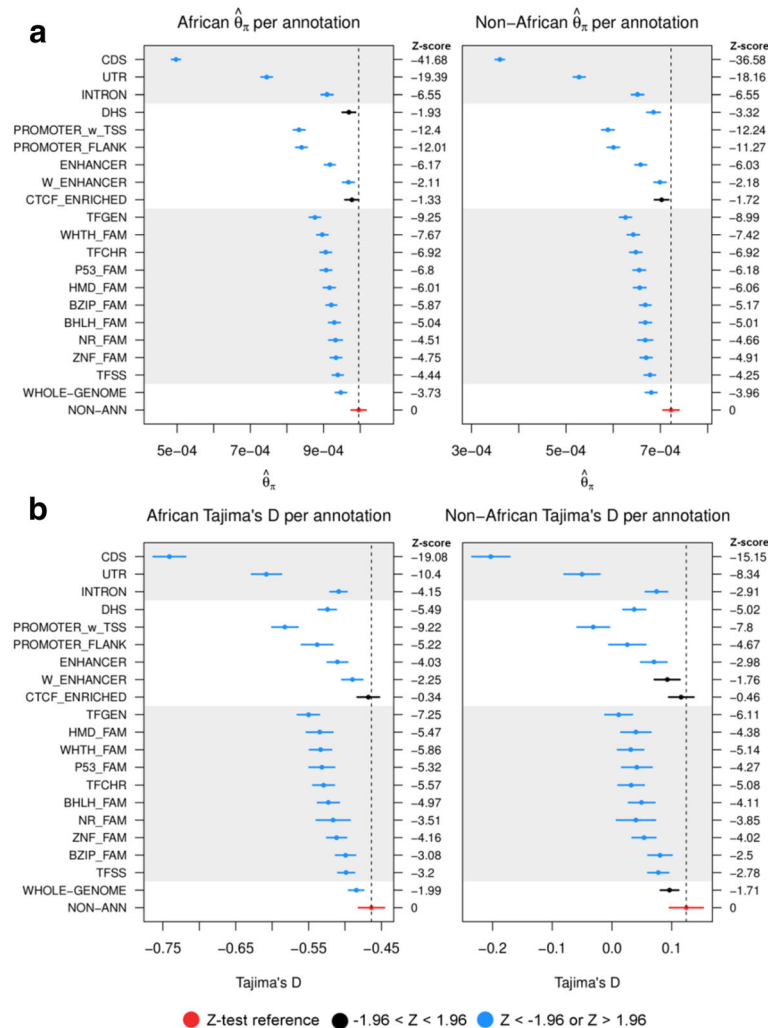 a
African θ̂π per annotation
Z-score
Non−African θ̂π per annotation
Z-score
CDS −41.68 −36.58
UTR −19.39 −18.16
INTRON −6.55 −6.55
DHS −1.93 −3.32
PROMOTER_w_TSS −12.4 −12.24
PROMOTER_FLANK −12.01 −11.27
ENHANCER −6.17 −6.03
W_ENHANCER −2.11 −2.18
CTCF_ENRICHED −1.33 −1.72
TFGEN −9.25 −8.99
WHTH_FAM −7.67 −7.42
TFCHR −6.92 −6.92
P53_FAM −6.8 −6.18
HMD_FAM −6.01 −6.06
BZIP_FAM −5.87 −5.17
BHLH_FAM −5.04 −5.01
NR_FAM −4.51 −4.66
ZNF_FAM −4.75 −4.91
TFSS −4.44 −4.25
WHOLE−GENOME −3.73 −3.96
NON−ANN 0 0
5e−04 7e−04 9e−04 3e−04 5e−04 7e−04
θ̂π θ̂π
b
African Tajima's D per annotation
Z-score
Non−African Tajima's D per annotation
Z-score
CDS −19.08 −15.15
UTR −10.4 −8.34
INTRON −4.15 −2.91
DHS −5.49 −5.02
PROMOTER_w_TSS −9.22 −7.8
PROMOTER_FLANK −5.22 −4.67
ENHANCER −4.03 −2.98
W_ENHANCER −2.25 −1.76
CTCF_ENRICHED −0.34 −0.46
TFGEN −7.25 −6.11
HMD_FAM −5.47 −4.38
WHTH_FAM −5.86 −5.14
P53_FAM −5.32 −4.27
TFCHR −5.57 −5.08
BHLH_FAM −4.97 −4.11
NR_FAM −3.51 −3.85
ZNF_FAM −4.16 −4.02
BZIP_FAM −3.08 −2.5
TFSS −3.2 −2.78
WHOLE−GENOME −1.99 −1.71
NON−ANN 0 0
−0.75 −0.65 −0.55 −0.45 −0.2 0.0 0.1
Tajima's D Tajima's D
Z-test reference -1.96 < Z < 1.96 Z < -1.96 or Z > 1.96